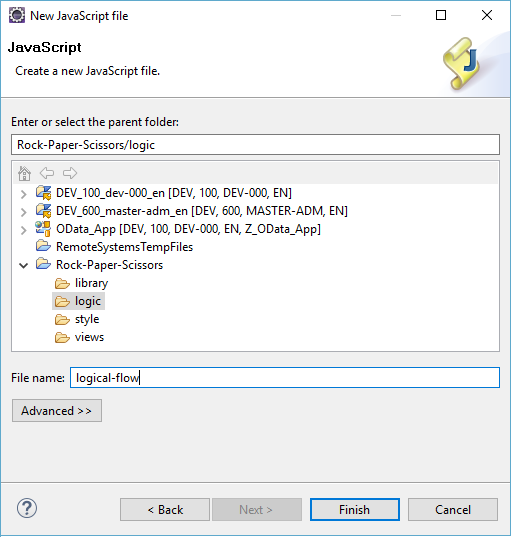 New JavaScript file
JavaScript
Create a new JavaScript file.
Enter or select the parent folder:
Rock-Paper-Scissors/logic
DEV_100_dev-000_en [DEV, 100, DEV-000, EN]
DEV_600_master-adm_en [DEV, 600, MASTER-ADM, EN]
OData_App [DEV, 100, DEV-000, EN, Z_OData_App]
RemoteSystemsTempFiles
Rock-Paper-Scissors
library
logic
style
views
File name: logical-flow
Advanced >>
? < Back Next > Finish Cancel